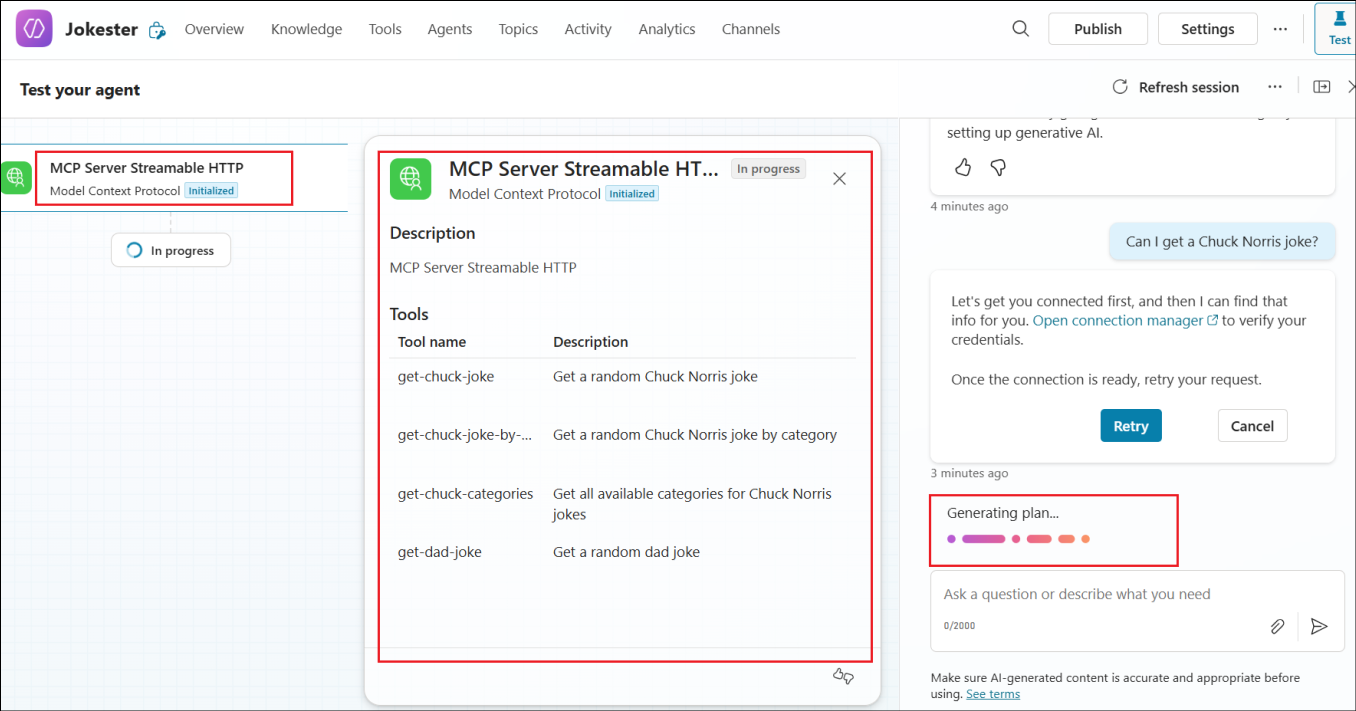 Jokester
Overview
Knowledge
Tools
Agents
Topics
Activity
Analytics
Channels
Publish
Settings
Test
Test your agent
Refresh session
MCP Server Streamable HTTP
Model Context Protocol Initialized
In progress
MCP Server Streamable HT... In progress
Model Context Protocol Initialized
Description
MCP Server Streamable HTTP
Tools
Tool name Description
get-chuck-joke Get a random Chuck Norris joke
get-chuck-joke-by-... Get a random Chuck Norris joke by category
get-chuck-categories Get all available categories for Chuck Norris
jokes
get-dad-joke Get a random dad joke
setting up generative AI.
4 minutes ago
Can I get a Chuck Norris joke?
Let's get you connected first, and then I can find that
info for you. Open connection manager to verify your
credentials.
Once the connection is ready, retry your request.
Retry
Cancel
3 minutes ago
Generating plan...
Ask a question or describe what you need
0/2000
Make sure AI-generated content is accurate and appropriate before
using. See terms